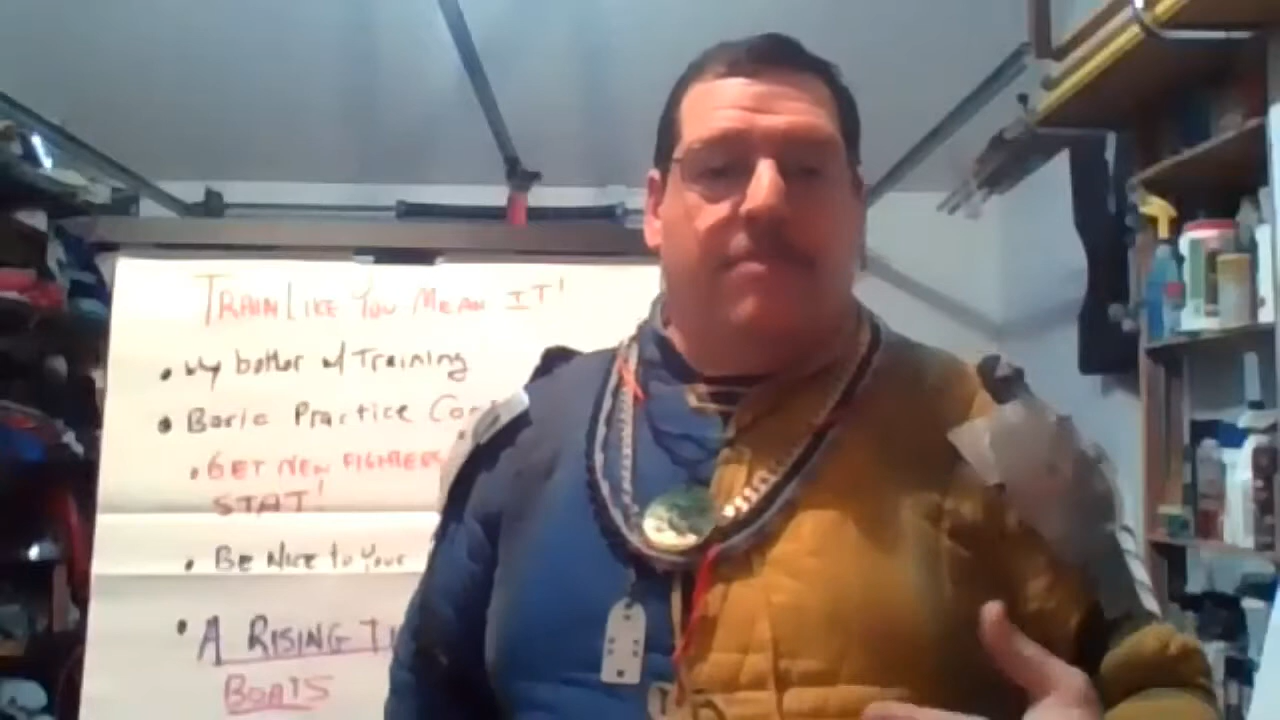 TRAIN LIKE YOU MEAN IT!
• Why bother w/ Training
• Basic Practice
• GET NEW FIGHTERS
STAT!
• BE NICE to Your
• A RISING
BOATS